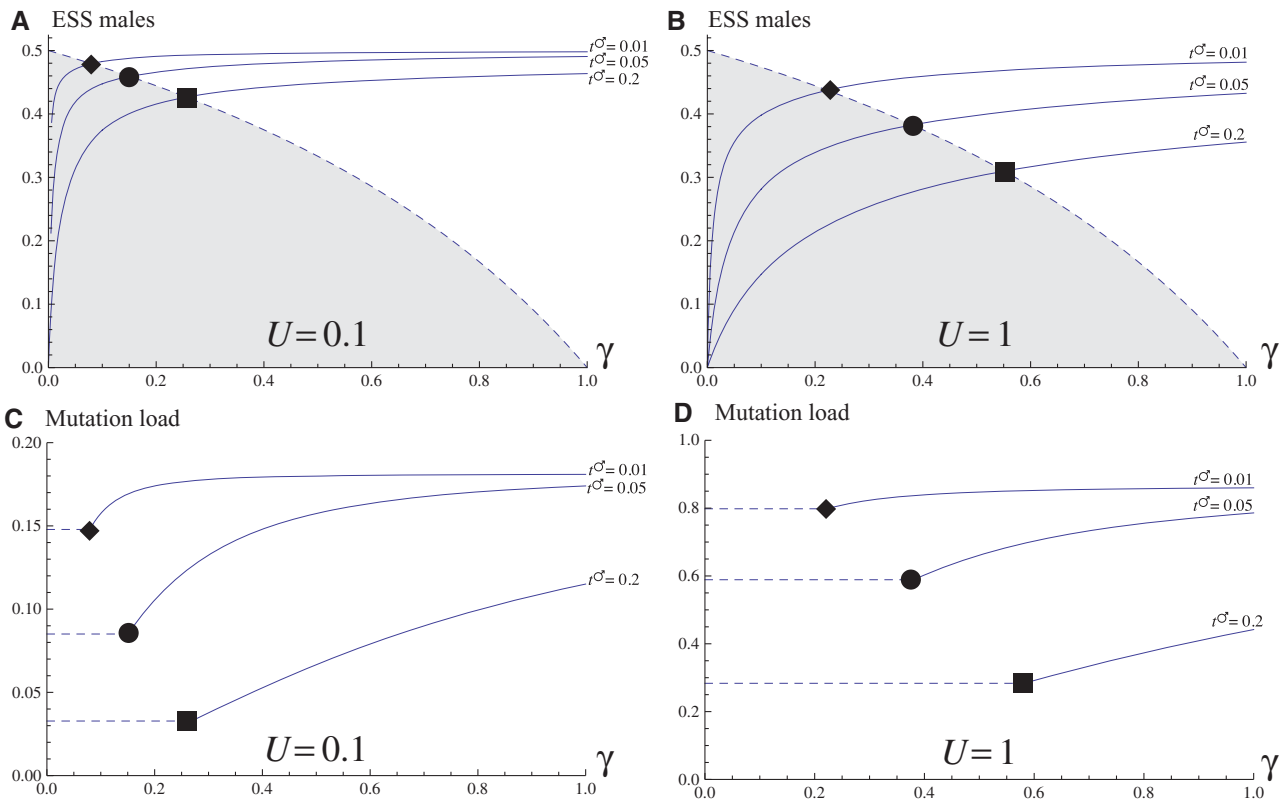 A ESS males
0.5
0.4
0.3
0.2
0.1
0.0
t♂= 0.01
t♂= 0.05
t♂= 0.2
U = 0.1
γ
0.0 0.2 0.4 0.6 0.8 1.0
B ESS males
0.5
0.4
0.3
0.2
0.1
0.0
t♂= 0.01
t♂= 0.05
t♂= 0.2
U = 1
γ
0.0 0.2 0.4 0.6 0.8 1.0
C Mutation load
0.20
0.15
0.10
0.05
0.00
t♂= 0.01
t♂= 0.05
t♂= 0.2
U = 0.1
γ
0.0 0.2 0.4 0.6 0.8 1.0
D Mutation load
1.0
0.8
0.6
0.4
0.2
0.0
t♂= 0.01
t♂= 0.05
t♂= 0.2
U = 1
γ
0.0 0.2 0.4 0.6 0.8 1.0